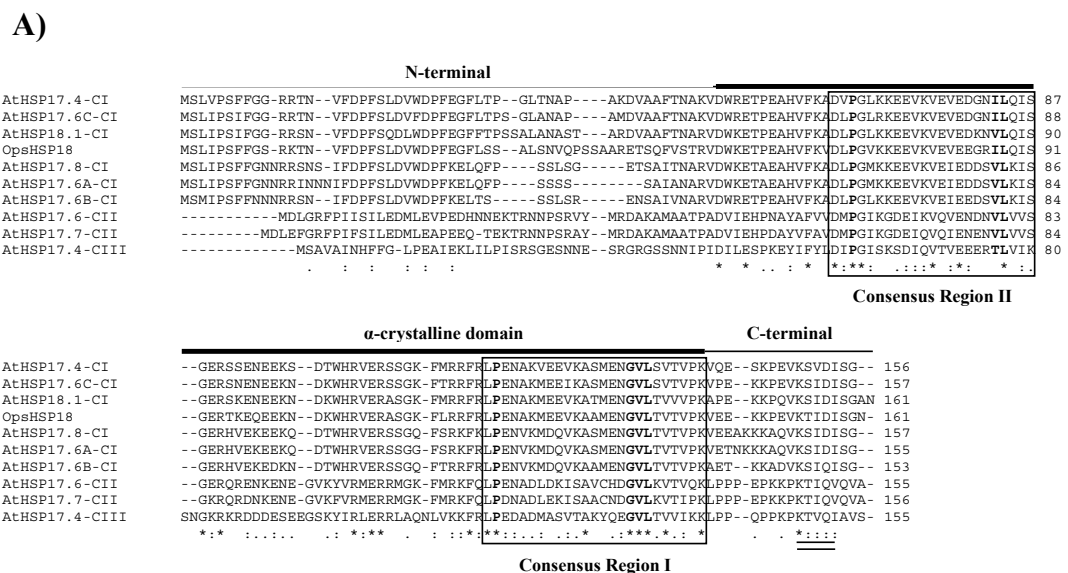 A)
N-terminal
AtHSP17.4-CI MSLVPSFFGG-RRTN--VFDPFSLDVWDPFEGFLTP--GLTNAP----AKDVAAFTNAKVDWRETPEAHVFKADVPGLKKEEVKVEVEDGNILQIS 87
AtHSP17.6C-CI MSLIPSIFGG-RRTN--VFDPFSLDVFDPFEGFLTPS-GLANAP----AMDVAAFTNAKVDWRETPEAHVFKADLPGLRKEEVKVEVEDGNILQIS 88
AtHSP18.1-CI MSLIPSIFGG-RRSN--VFDPFSQDLWDPFEGFFTPSSALANAST---ARDVAAFTNARVDWKETPEAHVFKADLPGLKKEEVKVEVEDKNVLQIS 90
OpsHSP18 MSLIPSFFGS-RKTN--VFDPFSLDVWDPFEGFLSS--ALSNVQPSSAARETSQFVSTRVDWKETPEAHVFKADLPGVKKEEVKVEVEEGRILQIS 91
AtHSP17.8-CI MSLIPSFFGNNRRSNS-IFDPFSLDVWDPFKELQFP----SSLSG----ETSAITNARVDWKETAEAHVFKADLPGMKKEEVKVEIEDDSVLKIS 86
AtHSP17.6A-CI MSLIPSFFGNNRRINNNIFDPFSLDVWDPFKELQFP----SSSS------SAIANARVDWKETAEAHVFKADLPGMKKEEVKVEIEDDSVLKIS 84
AtHSP17.6B-CI MSMIPSFFNNNRRSN--IFDPFSLDVWDPFKELTS-----SSLSR----ENSAIVNARVDWRETPEAHVFKADLPGLKKEEVKVEIEEDSVLKIS 84
AtHSP17.6-CII -----------MDLGRFPIISILEDMLEVPEDHNNEKTRNNPSRVY--MRDAKAMAATPADVIEHPNAYAFVVDMPGIKGDEIKVQVENDNVLVVS 83
AtHSP17.7-CII ----------MDLEFGRFPIFSILEDMLEAPEEQ-TEKTRNNPSRAY--MRDAKAMAATPADVIEHPDAYVFAVDMPGIKGDEIQVQIENENVLVVS 84
AtHSP17.4-CIII ------------MSAVAINHFFG-LPEAIEKLILPISRSGESNNE--SRGRGSSNNIPIDILESPKEYIFYLDIPGISKSDIQVTVEEERTLVIK 80
. : : : : * * .. : * *:** .:::* :* * :.
Consensus Region II
α-crystalline domain C-terminal
AtHSP17.4-CI --GERSSENEEKS--DTWHRVERSSGK-FMRRFRLPENAKVEEVKASMENGVLSVTVPKVQE--SKPEVKSVDISG-- 156
AtHSP17.6C-CI --GERSNENEEKN--DKWHRVERSSGK-FTRRFRLPENAKMEEIKASMENGVLSVTVPKVPE--KKPEVKSIDISG-- 157
AtHSP18.1-CI --GERSKENEEKN--DKWHRVERASGK-FMRRFRLPENAKMEEVKATMENGVLTVVVPKAPE--KKPQVKSIDISGAN 161
OpsHSP18 --GERTKEQEEKN--DKWHRVERSSGK-FLRRFRLPENAKVEEVTAAMENGVLTVTVPKVEE--KKPEVKTIDISGN- 161
AtHSP17.8-CI --GERHVEKEEKQ--DTWHRVERSSGQ-FSRKFKLPENVKMDQVKASMENGVLTVTVPKVEEAKKKAQVKSIDISG-- 157
AtHSP17.6A-CI --GERHVEKEEKQ--DTWHRVERSSGG-FSRKFRLPENVKMDQVKASMENGVLTVTVPKVETNKKKAQVKSIDISG-- 155
AtHSP17.6B-CI --GERHVEKEDKN--DTWHRVERSSGQ-FTRRFRLPENVKMDQVKAAMENGVLTVTVPKAET--KKADVKSIQISG-- 153
AtHSP17.6-CII --GERQRENKENE-GVKYVRMERRMGK-FMRKFQLPENADLDKISAVCHDGVLKVTVQKLPPP-EPKKPKTIQVQVA- 155
AtHSP17.7-CII --GKRQRDNKENE-GVKFVRMERRMGK-FMRKFQLPDNADLEKISAACNDGVLKVTIPKLPPP-EPKKPKTIQVQVA- 156
AtHSP17.4-CIII SNGKRKRDDDESEEGSKYIRLERRLAQNLVKKFRLPEDADMASVTAKYQEGVLTVVIKKLPP--QPPKPKTVQIAVS- 155
*:* :..:.. .: *:** .: : ::*:**::..: .:.* :***.*.: * . . *::::
Consensus Region I